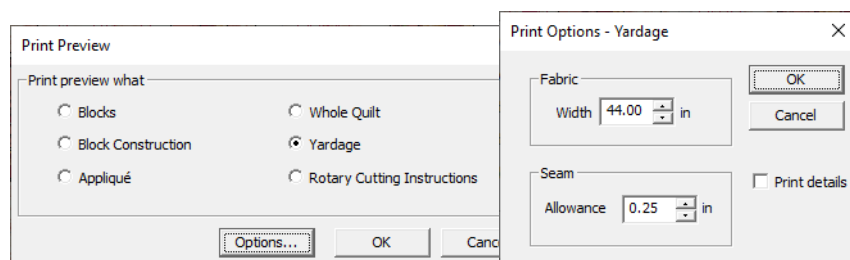 Print Preview
Print preview what
Blocks
Whole Quilt
Block Construction
Yardage
Appliqué
Rotary Cutting Instructions
Options...
OK
Canc
Print Options - Yardage
Fabric
Width 44.00 in
OK
Cancel
Seam
Allowance 0.25 in
Print details